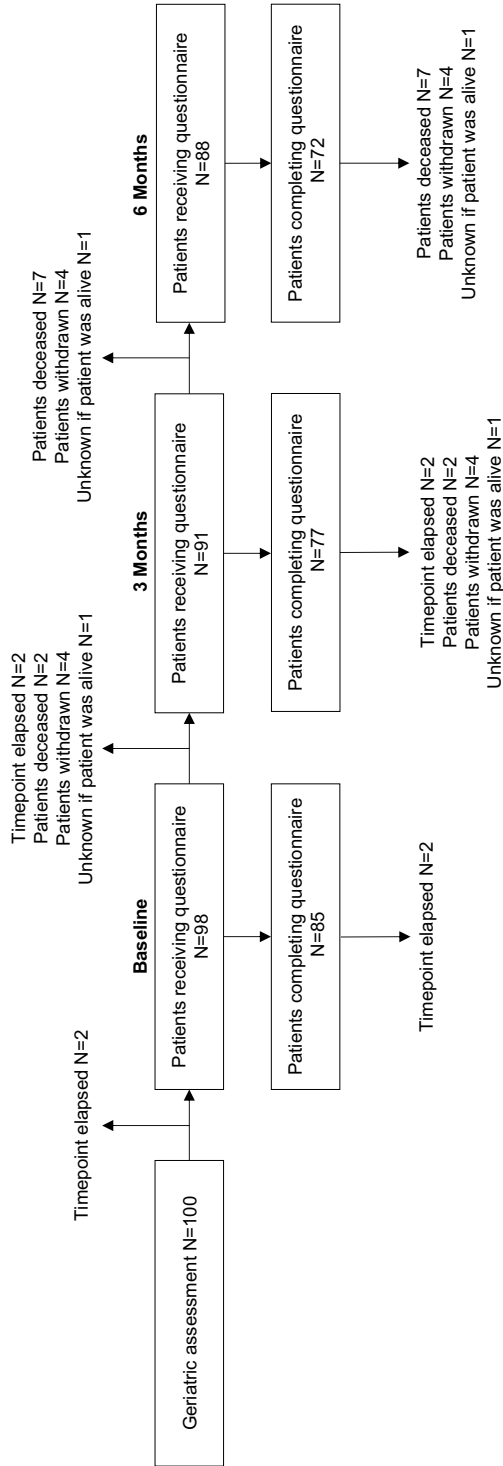 Geriatric assessment N=100
Timepoint elapsed N=2
Baseline
Patients receiving questionnaire
N=98
Patients completing questionnaire
N=85
Timepoint elapsed N=2
Timepoint elapsed N=2
Patients deceased N=2
Patients withdrawn N=4
Unknown if patient was alive N=1
3 Months
Patients receiving questionnaire
N=91
Patients completing questionnaire
N=77
Timepoint elapsed N=2
Patients deceased N=2
Patients withdrawn N=4
Unknown if patient was alive N=1
Patients deceased N=7
Patients withdrawn N=4
Unknown if patient was alive N=1
6 Months
Patients receiving questionnaire
N=88
Patients completing questionnaire
N=72
Patients deceased N=7
Patients withdrawn N=4
Unknown if patient was alive N=1